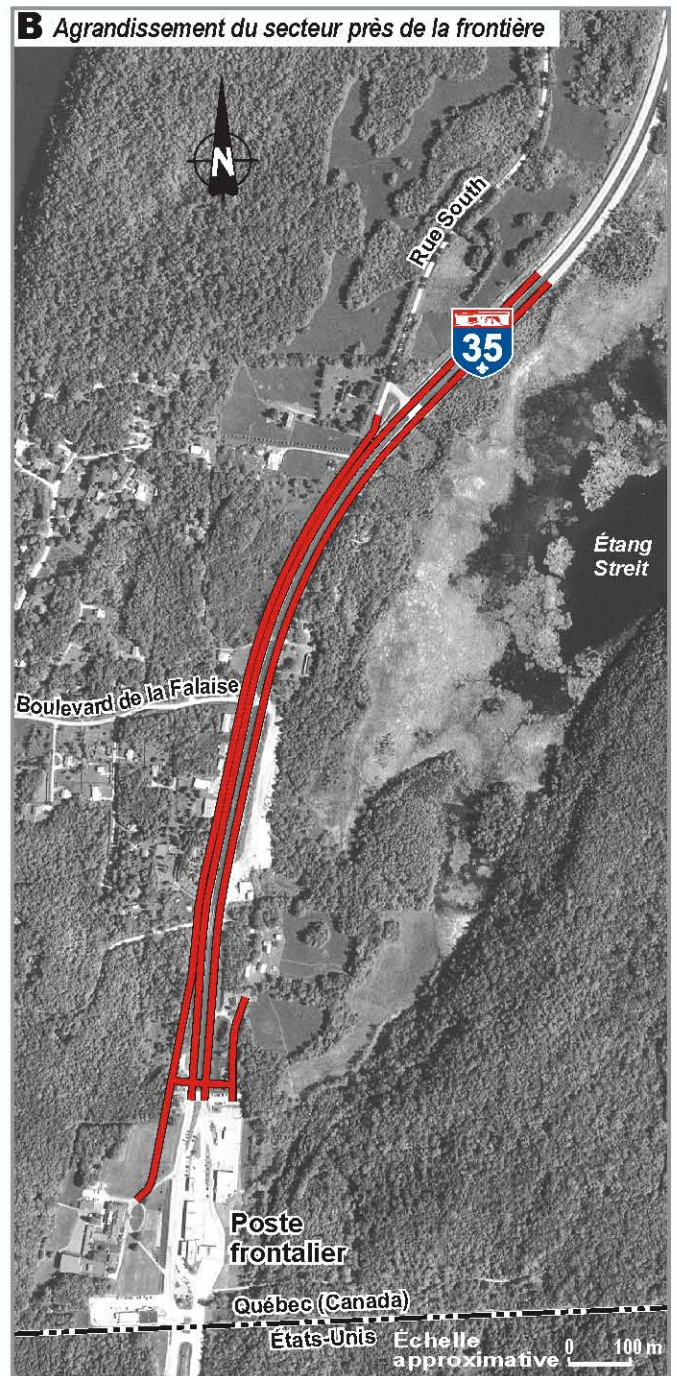 B Agrandissement du secteur près de la frontière
N
Rue South
35
Étang
Streit
Boulevard de la Falaise
Poste
frontalier
Québec (Canada)
États-Unis
Échelle
approximative 0 100 m